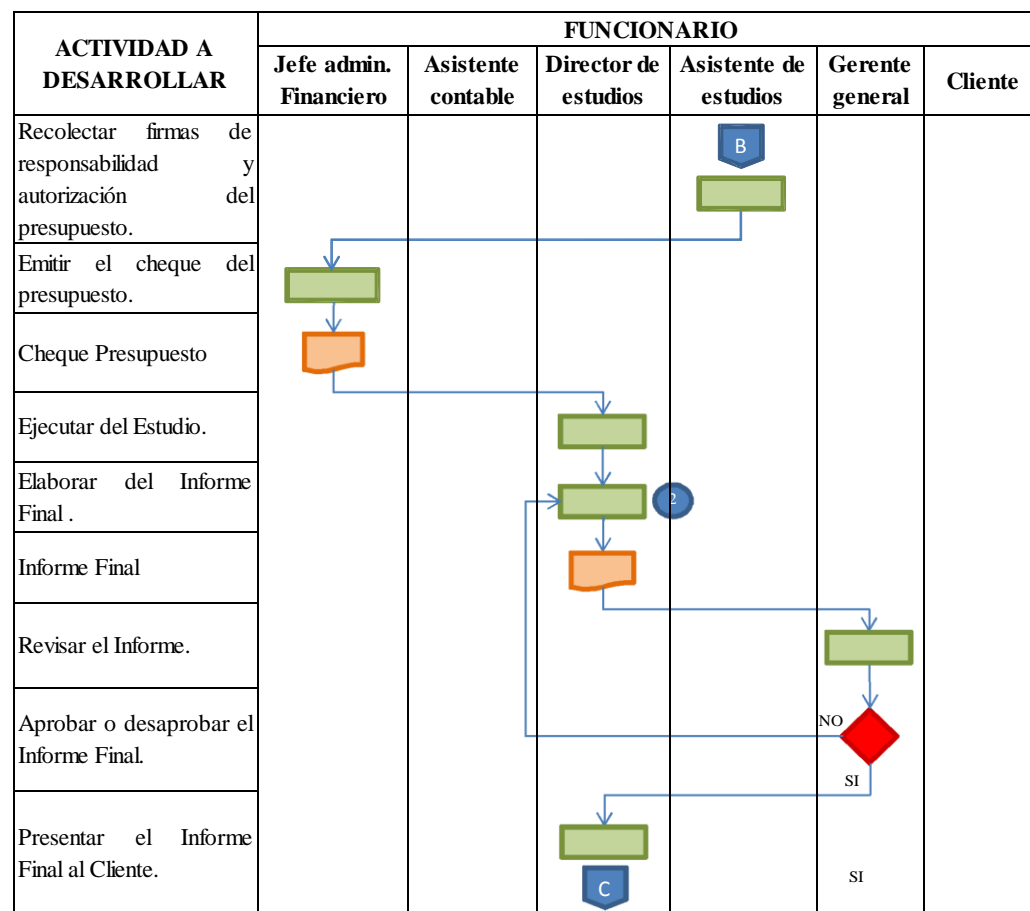 ACTIVIDAD A
DESARROLLAR
FUNCIONARIO
Jefe admin.
Financiero
Asistente
contable
Director de
estudios
Asistente de
estudios
Gerente
general
Cliente
Recolectar firmas de
responsabilidad y
autorización del
presupuesto.
B
Emitir el cheque del
presupuesto.
Cheque Presupuesto
Ejecutar del Estudio.
Elaborar del Informe
Final .
2
Informe Final
Revisar el Informe.
Aprobar o desaprobar el
Informe Final.
NO
SI
Presentar el Informe
Final al Cliente.
C
SI